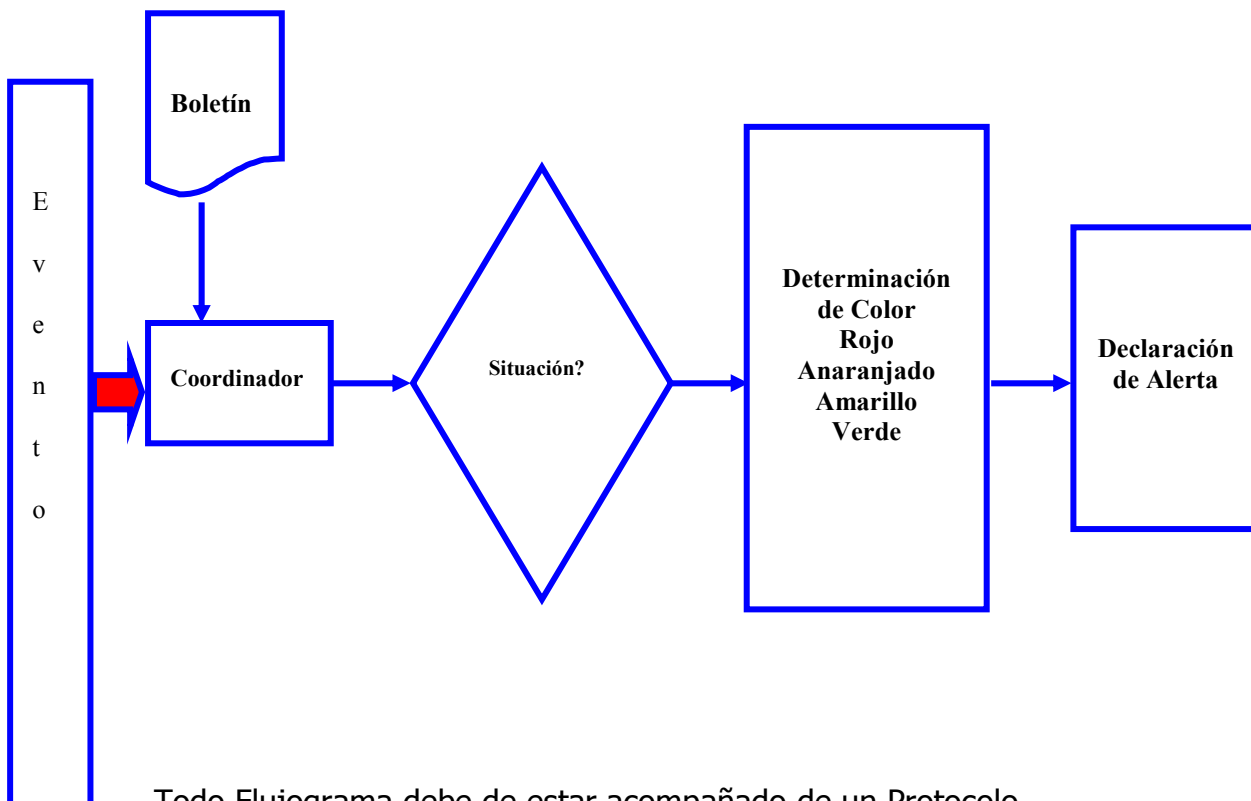 Boletín
E
v
e
n
t
o
Coordinador
Situación?
Determinación
de Color
Rojo
Anaranjado
Amarillo
Verde
Declaración
de Alerta
Todo Flujograma debe de estar acompañado de un Protocolo